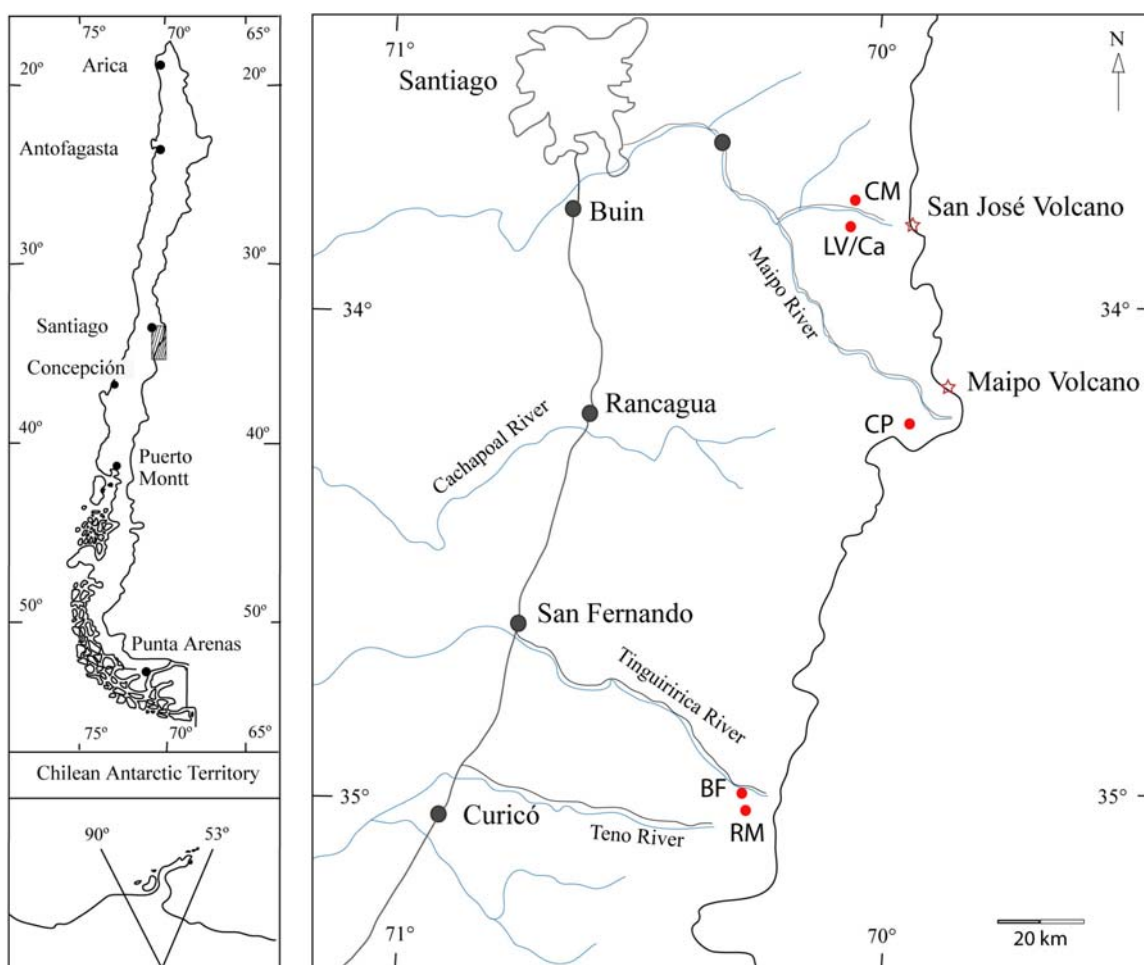 75° 70° 65°
Arica
20° 20°
Antofagasta
30° 30°
Santiago
Concepción
40° 40°
Puerto
Montt
50° 50°
Punta Arenas
75° 70° 65°
Chilean Antarctic Territory
90° 53°
71° 70°
N
Santiago
CM
San José Volcano
Buin
LV/Ca
Maipo River
34° 34°
Maipo Volcano
Rancagua
CP
Cachapoal River
San Fernando
Tinguiririca River
BF
35° 35°
Curicó
RM
Teno River
71° 70°
20 km